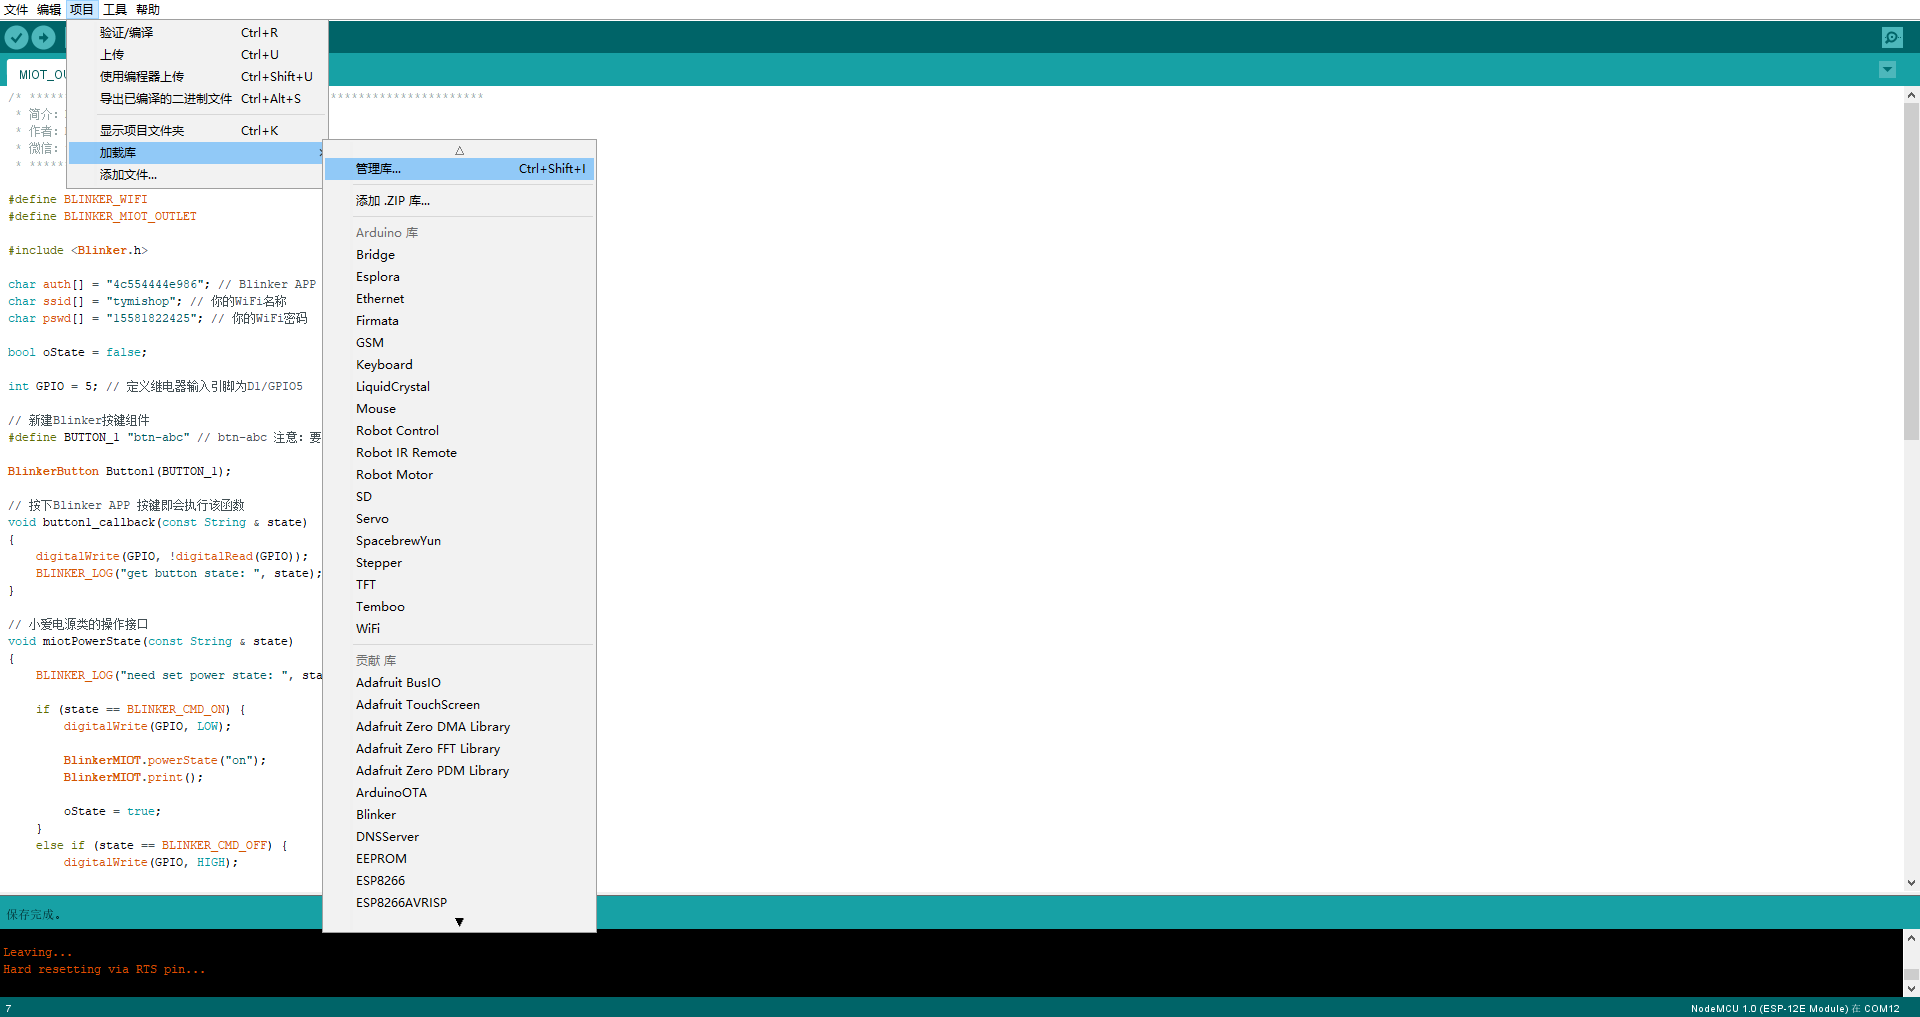 文件 编辑 项目 工具 帮助
验证/编译 Ctrl+R
上传 Ctrl+U
使用编程器上传 Ctrl+Shift+U
导出已编译的二进制文件 Ctrl+Alt+S
显示项目文件夹 Ctrl+K
加载库
添加文件...
管理库... Ctrl+Shift+I
添加 .ZIP 库...
Arduino 库
Bridge
Esplora
Ethernet
Firmata
GSM
Keyboard
LiquidCrystal
Mouse
Robot Control
Robot IR Remote
Robot Motor
SD
Servo
SpacebrewYun
Stepper
TFT
Temboo
WiFi
贡献 库
Adafruit BusIO
Adafruit TouchScreen
Adafruit Zero DMA Library
Adafruit Zero FFT Library
Adafruit Zero PDM Library
ArduinoOTA
Blinker
DNSServer
EEPROM
ESP8266
ESP8266AVRISP
MIOT_OU
/* ***** **********************
* 简介:
* 作者:
* 微信:
* *****
#define BLINKER_WIFI
#define BLINKER_MIOT_OUTLET
#include <Blinker.h>
char auth[] = "4c554444e986"; // Blinker APP
char ssid[] = "tymishop"; // 你的WiFi名称
char pswd[] = "15581822425"; // 你的WiFi密码
bool oState = false;
int GPIO = 5; // 定义继电器输入引脚为D1/GPIO5
// 新建Blinker按键组件
#define BUTTON_1 "btn-abc" // btn-abc 注意: 要
BlinkerButton Button1(BUTTON_1);
// 按下Blinker APP 按键即会执行该函数
void button1_callback(const String & state)
{
digitalWrite(GPIO, !digitalRead(GPIO));
BLINKER_LOG("get button state: ", state);
}
// 小爱电源类的操作接口
void miotPowerState(const String & state)
{
BLINKER_LOG("need set power state: ", sta
if (state == BLINKER_CMD_ON) {
digitalWrite(GPIO, LOW);
BlinkerMIOT.powerState("on");
BlinkerMIOT.print();
oState = true;
}
else if (state == BLINKER_CMD_OFF) {
digitalWrite(GPIO, HIGH);
保存完成。
Leaving...
Hard resetting via RTS pin...
7
NodeMCU 1.0 (ESP-12E Module) 在 COM12